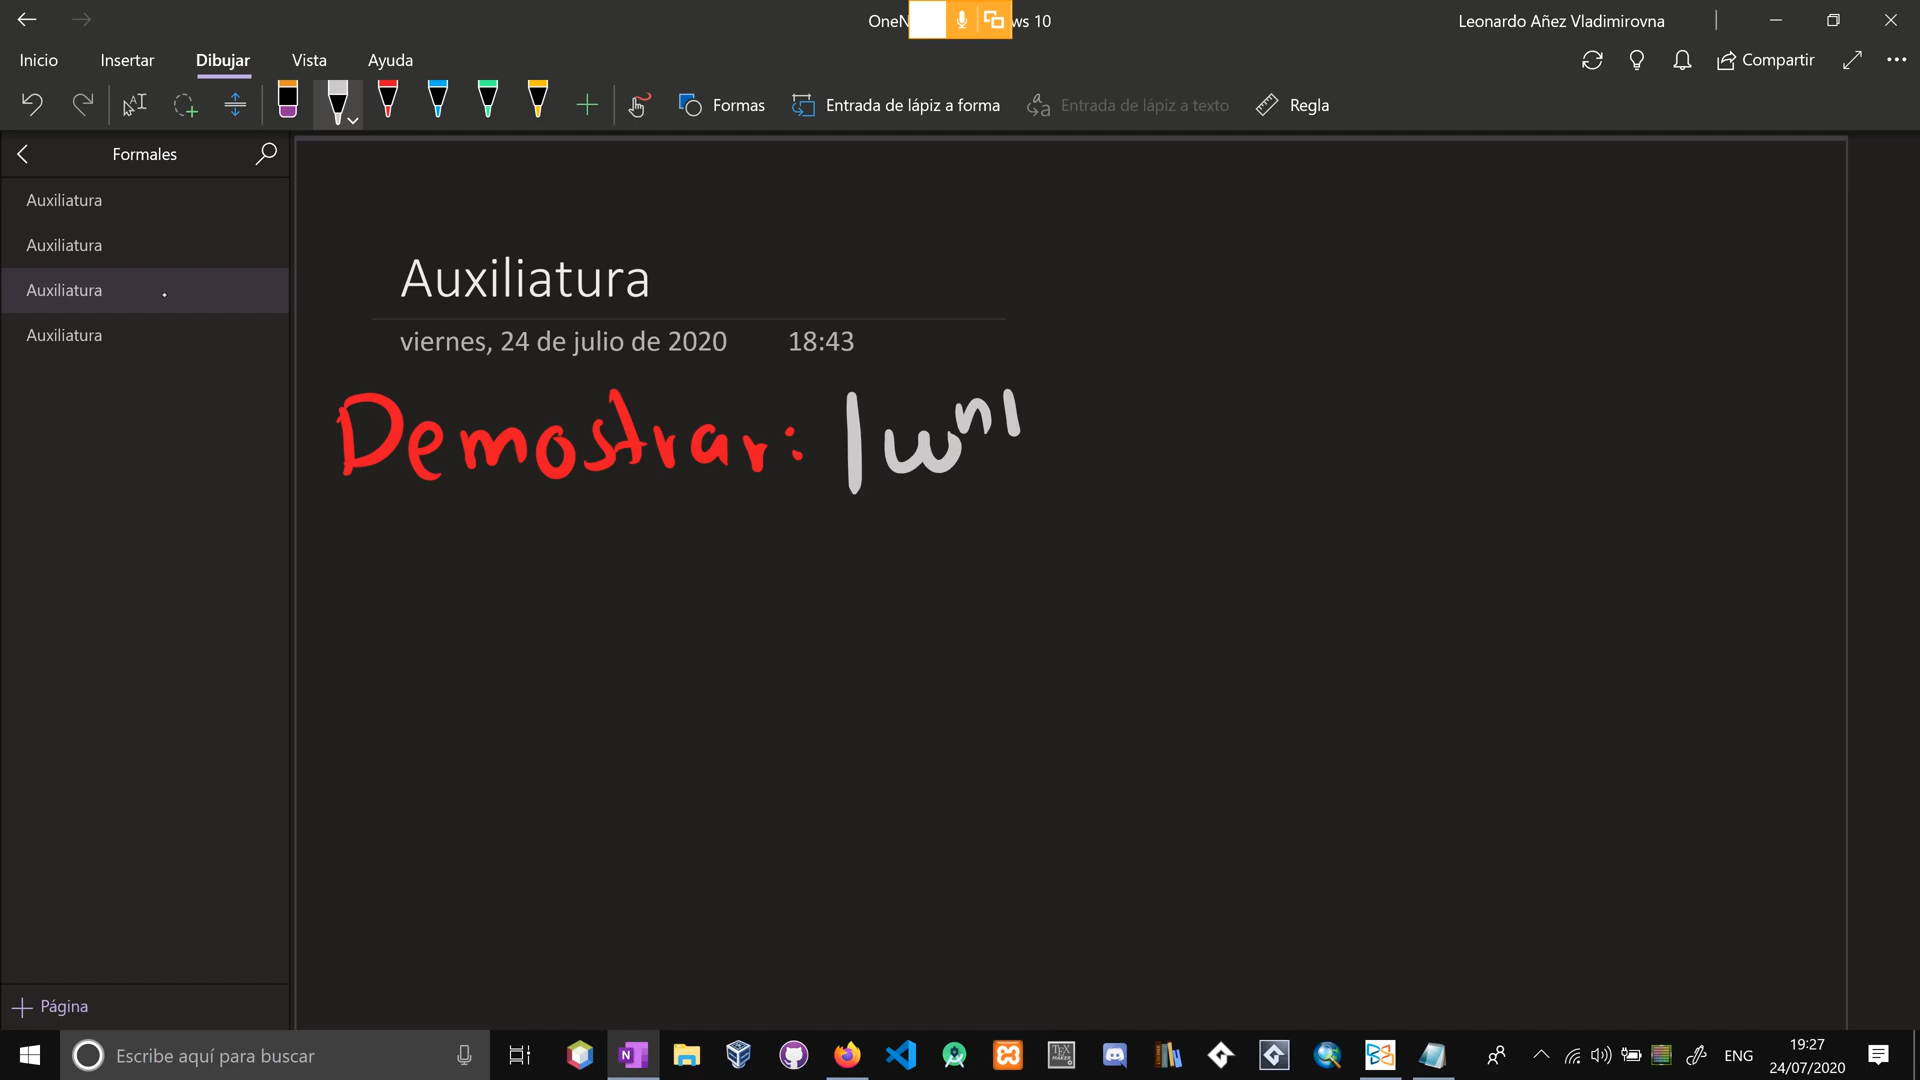 OneN
ws 10
Leonardo Añez Vladimirovna
Inicio Insertar Dibujar Vista Ayuda
Compartir
Formas
Entrada de lápiz a forma
Entrada de lápiz a texto
Regla
Formales
Auxiliatura
Auxiliatura
Auxiliatura
Auxiliatura
Auxiliatura
viernes, 24 de julio de 2020 18:43
Demostrar: |w^n|
Página
Escribe aquí para buscar
ENG
19:27
24/07/2020